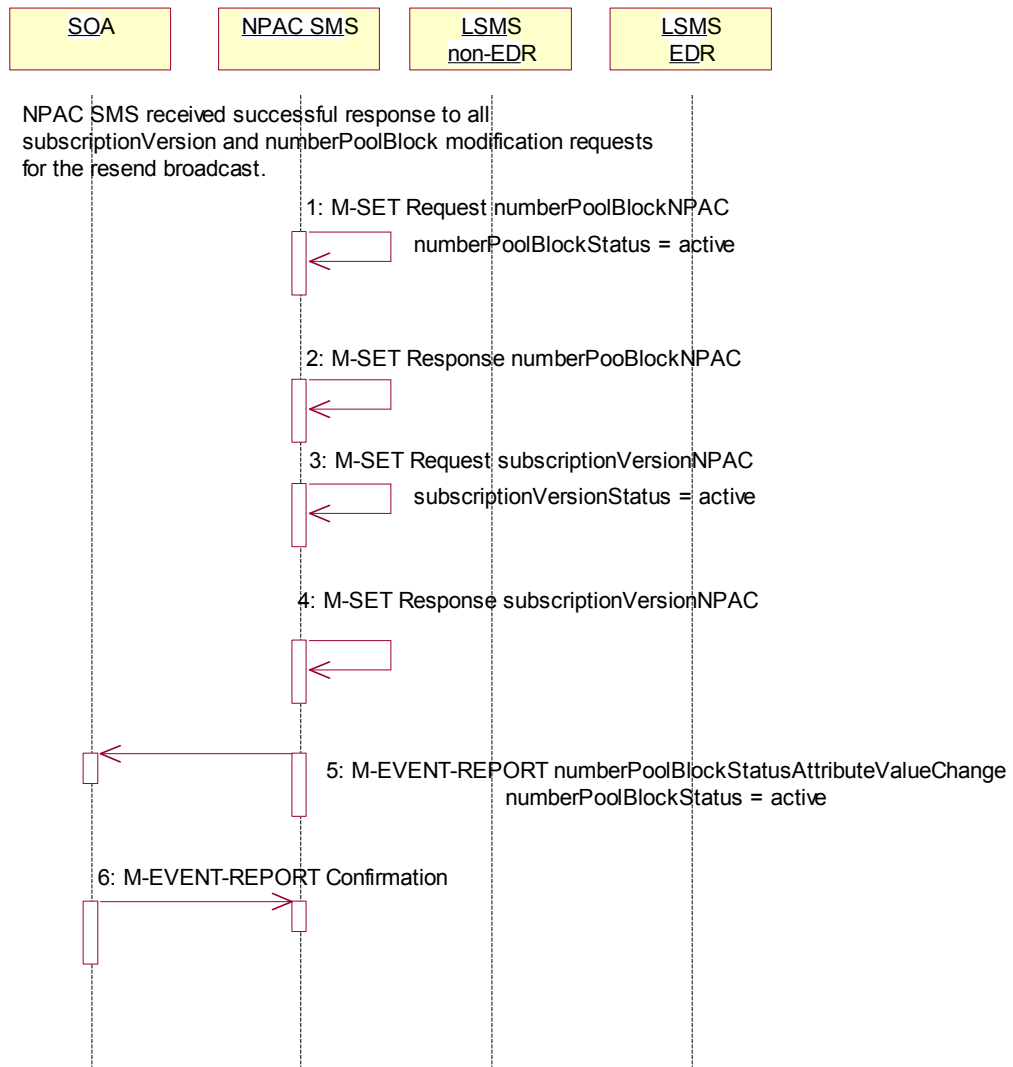 SOA
NPAC SMS
LSMS
non-EDR
LSMS
EDR
NPAC SMS received successful response to all
subscriptionVersion and numberPoolBlock modification requests
for the resend broadcast.
1: M-SET Request numberPoolBlockNPAC
numberPoolBlockStatus = active
2: M-SET Response numberPooBlockNPAC
3: M-SET Request subscriptionVersionNPAC
subscriptionVersionStatus = active
4: M-SET Response subscriptionVersionNPAC
5: M-EVENT-REPORT numberPoolBlockStatusAttributeValueChange
numberPoolBlockStatus = active
6: M-EVENT-REPORT Confirmation